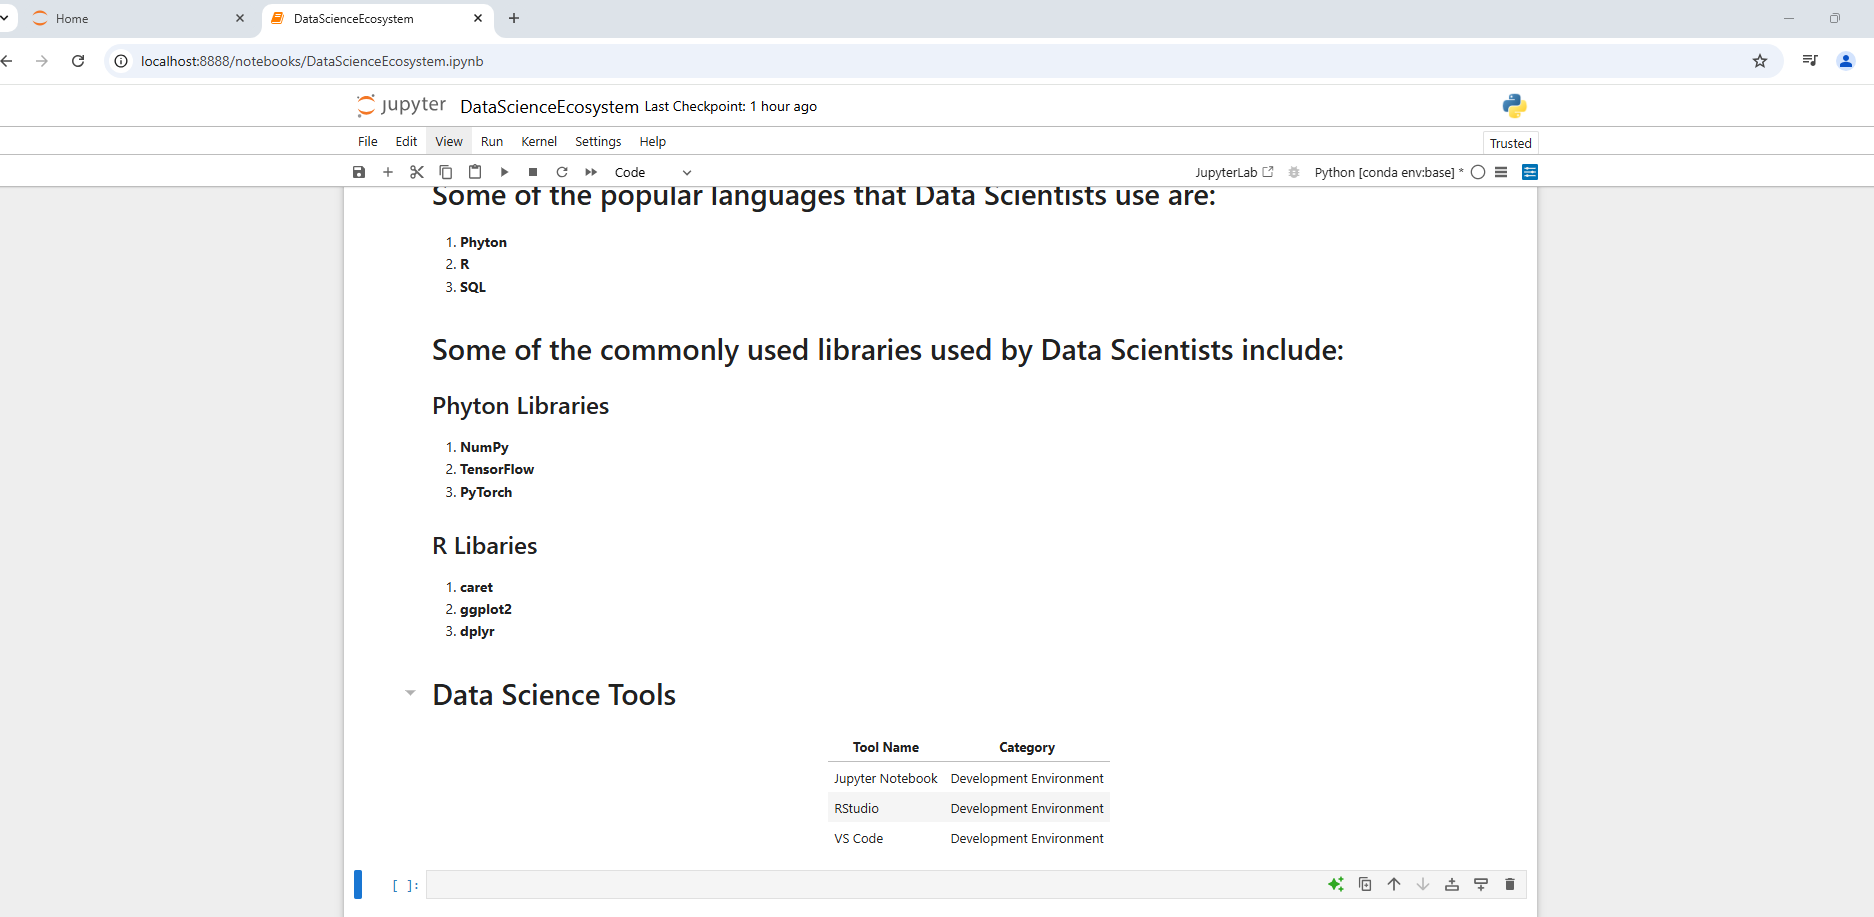 Home
DataScienceEcosystem
localhost:8888/notebooks/DataScienceEcosystem.ipynb
jupyter DataScienceEcosystem Last Checkpoint: 1 hour ago
File Edit View Run Kernel Settings Help
Trusted
Code
JupyterLab
Python [conda env:base] *
Some of the popular languages that Data Scientists use are:
1. Phyton
2. R
3. SQL
Some of the commonly used libraries used by Data Scientists include:
Phyton Libraries
1. NumPy
2. TensorFlow
3. PyTorch
R Libaries
1. caret
2. ggplot2
3. dplyr
Data Science Tools
Tool Name Category
Jupyter Notebook Development Environment
RStudio Development Environment
VS Code Development Environment
[ ]: